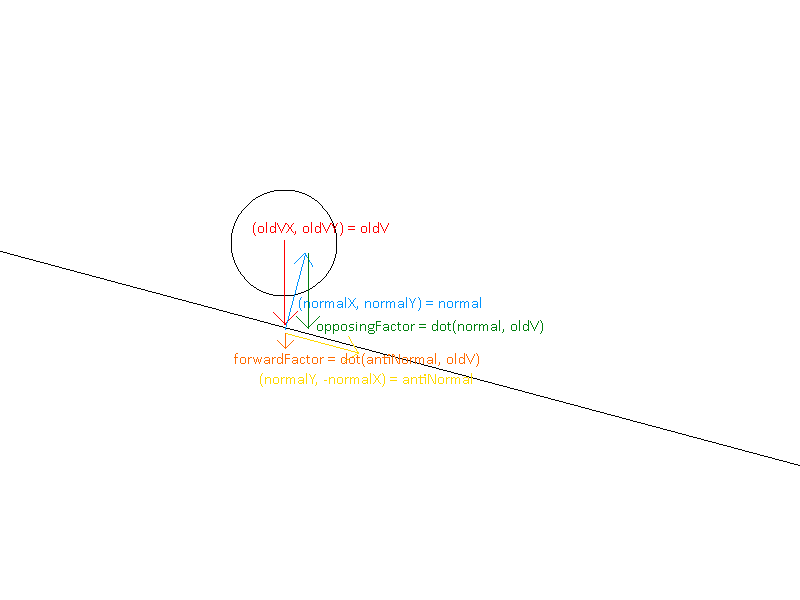 (oldVX, oldVY) = oldV
(normalX, normalY) = normal
opposingFactor = dot(normal, oldV)
forwardFactor = dot(antiNormal, oldV)
(normalY, -normalX) = antiNormal